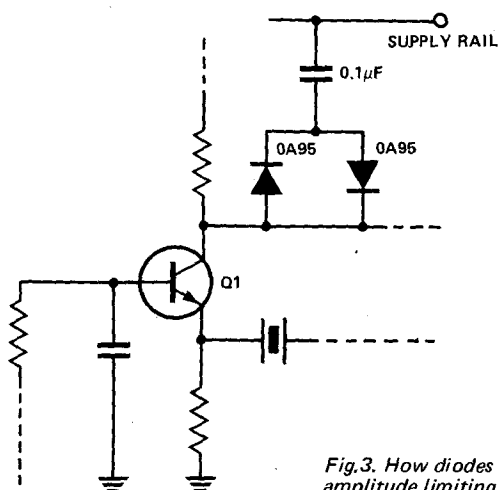 SUPPLY RAIL
0.1µF
0A95
0A95
Q1
Fig.3. How diodes
amplitude limiting